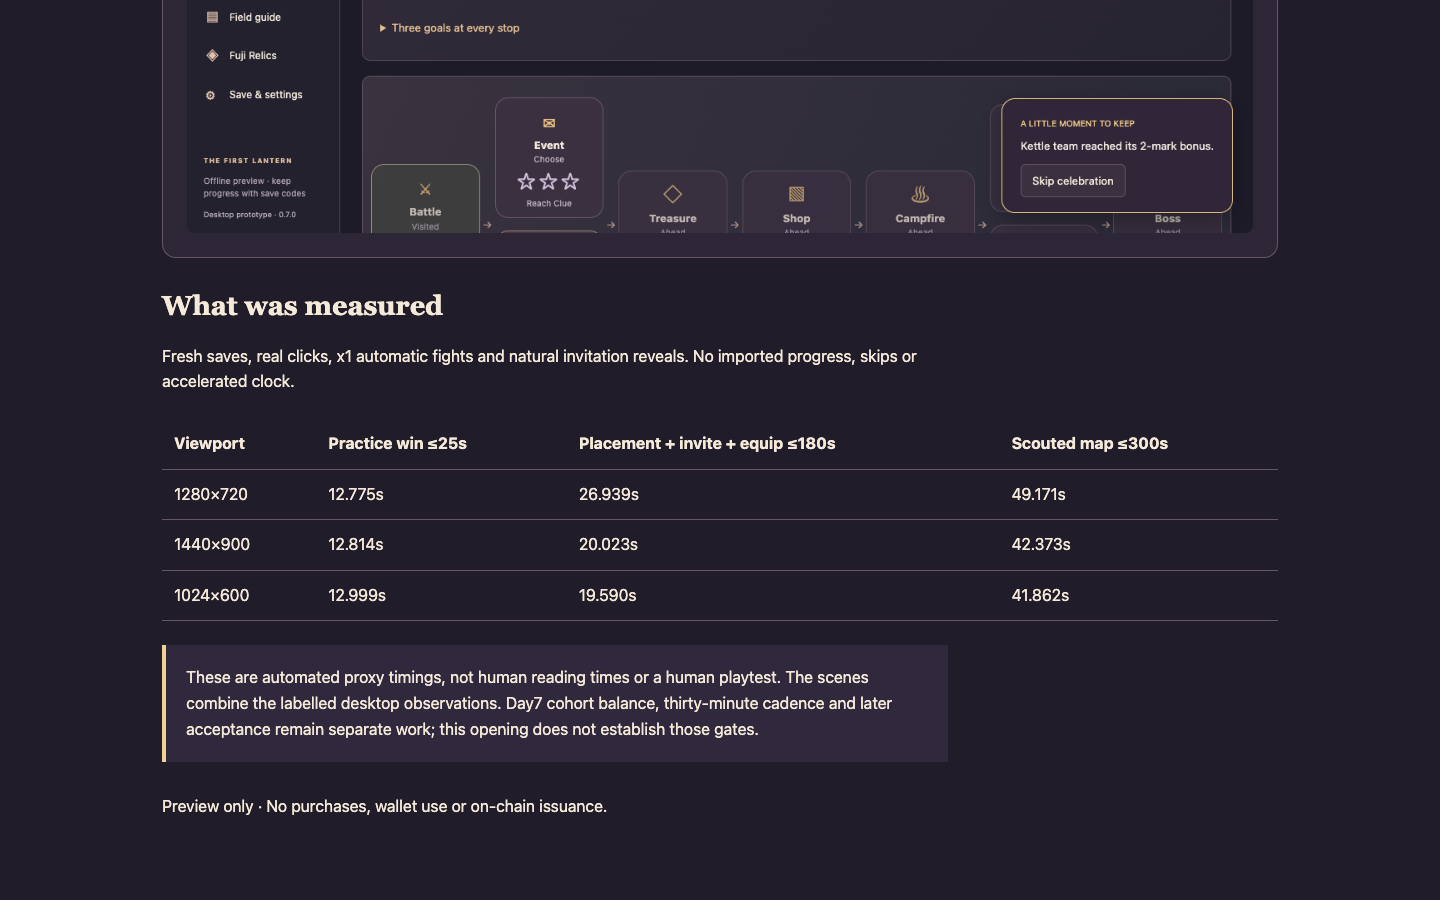 Field guide
Fuji Relics
Save & settings
THE FIRST LANTERN
Offline preview · keep
progress with save codes
Desktop prototype · 0.7.0
Three goals at every stop
Battle
Visited
Event
Choose
Reach Clue
Treasure
Ahead
Shop
Ahead
Campfire
Ahead
A LITTLE MOMENT TO KEEP
Kettle team reached its 2-mark bonus.
Skip celebration
Boss
Ahead
What was measured
Fresh saves, real clicks, x1 automatic fights and natural invitation reveals. No imported progress, skips or
accelerated clock.
Viewport Practice win ≤25s Placement + invite + equip ≤180s Scouted map ≤300s
1280×720 12.775s 26.939s 49.171s
1440×900 12.814s 20.023s 42.373s
1024×600 12.999s 19.590s 41.862s
These are automated proxy timings, not human reading times or a human playtest. The scenes
combine the labelled desktop observations. Day7 cohort balance, thirty-minute cadence and later
acceptance remain separate work; this opening does not establish those gates.
Preview only · No purchases, wallet use or on-chain issuance.